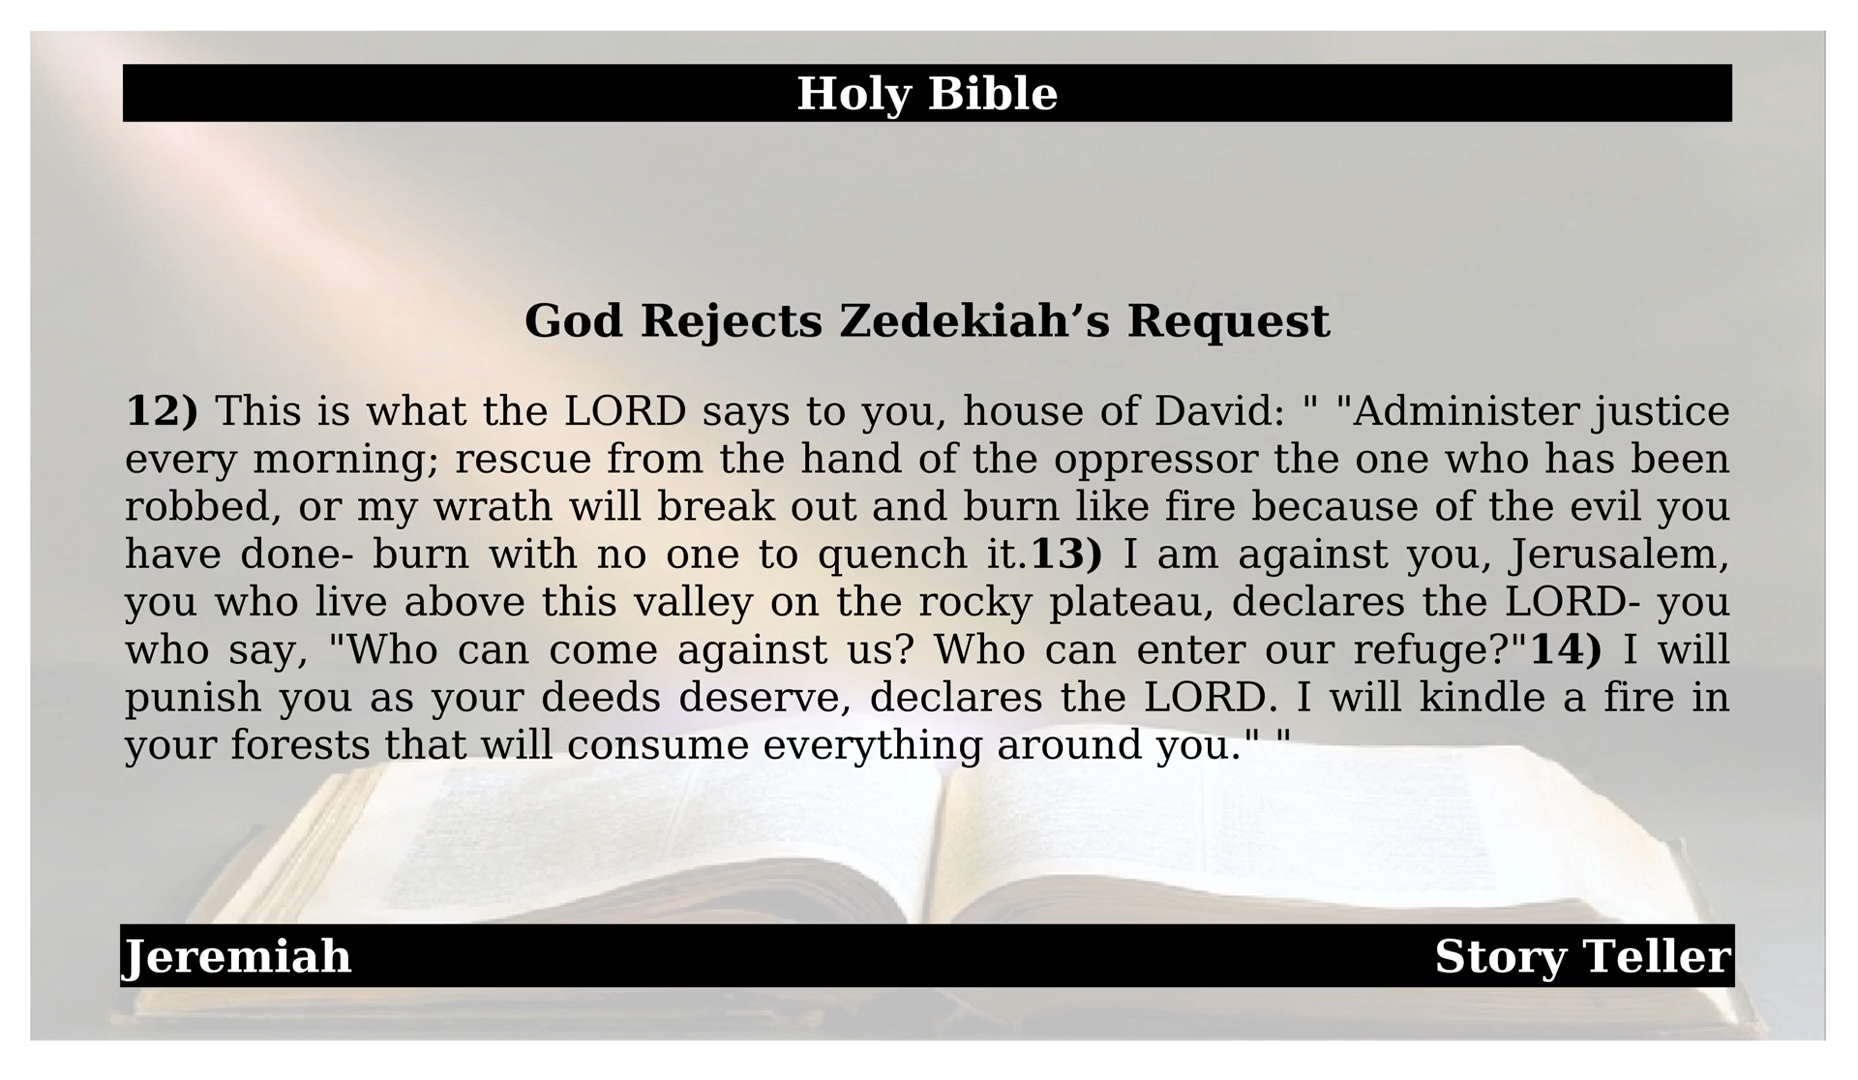 Holy Bible
God Rejects Zedekiah’s Request
12) This is what the LORD says to you, house of David: " "Administer justice
every morning; rescue from the hand of the oppressor the one who has been
robbed, or my wrath will break out and burn like fire because of the evil you
have done- burn with no one to quench it.13) I am against you, Jerusalem,
you who live above this valley on the rocky plateau, declares the LORD- you
who say, "Who can come against us? Who can enter our refuge?"14) I will
punish you as your deeds deserve, declares the LORD. I will kindle a fire in
your forests that will consume everything around you." "
Jeremiah Story Teller